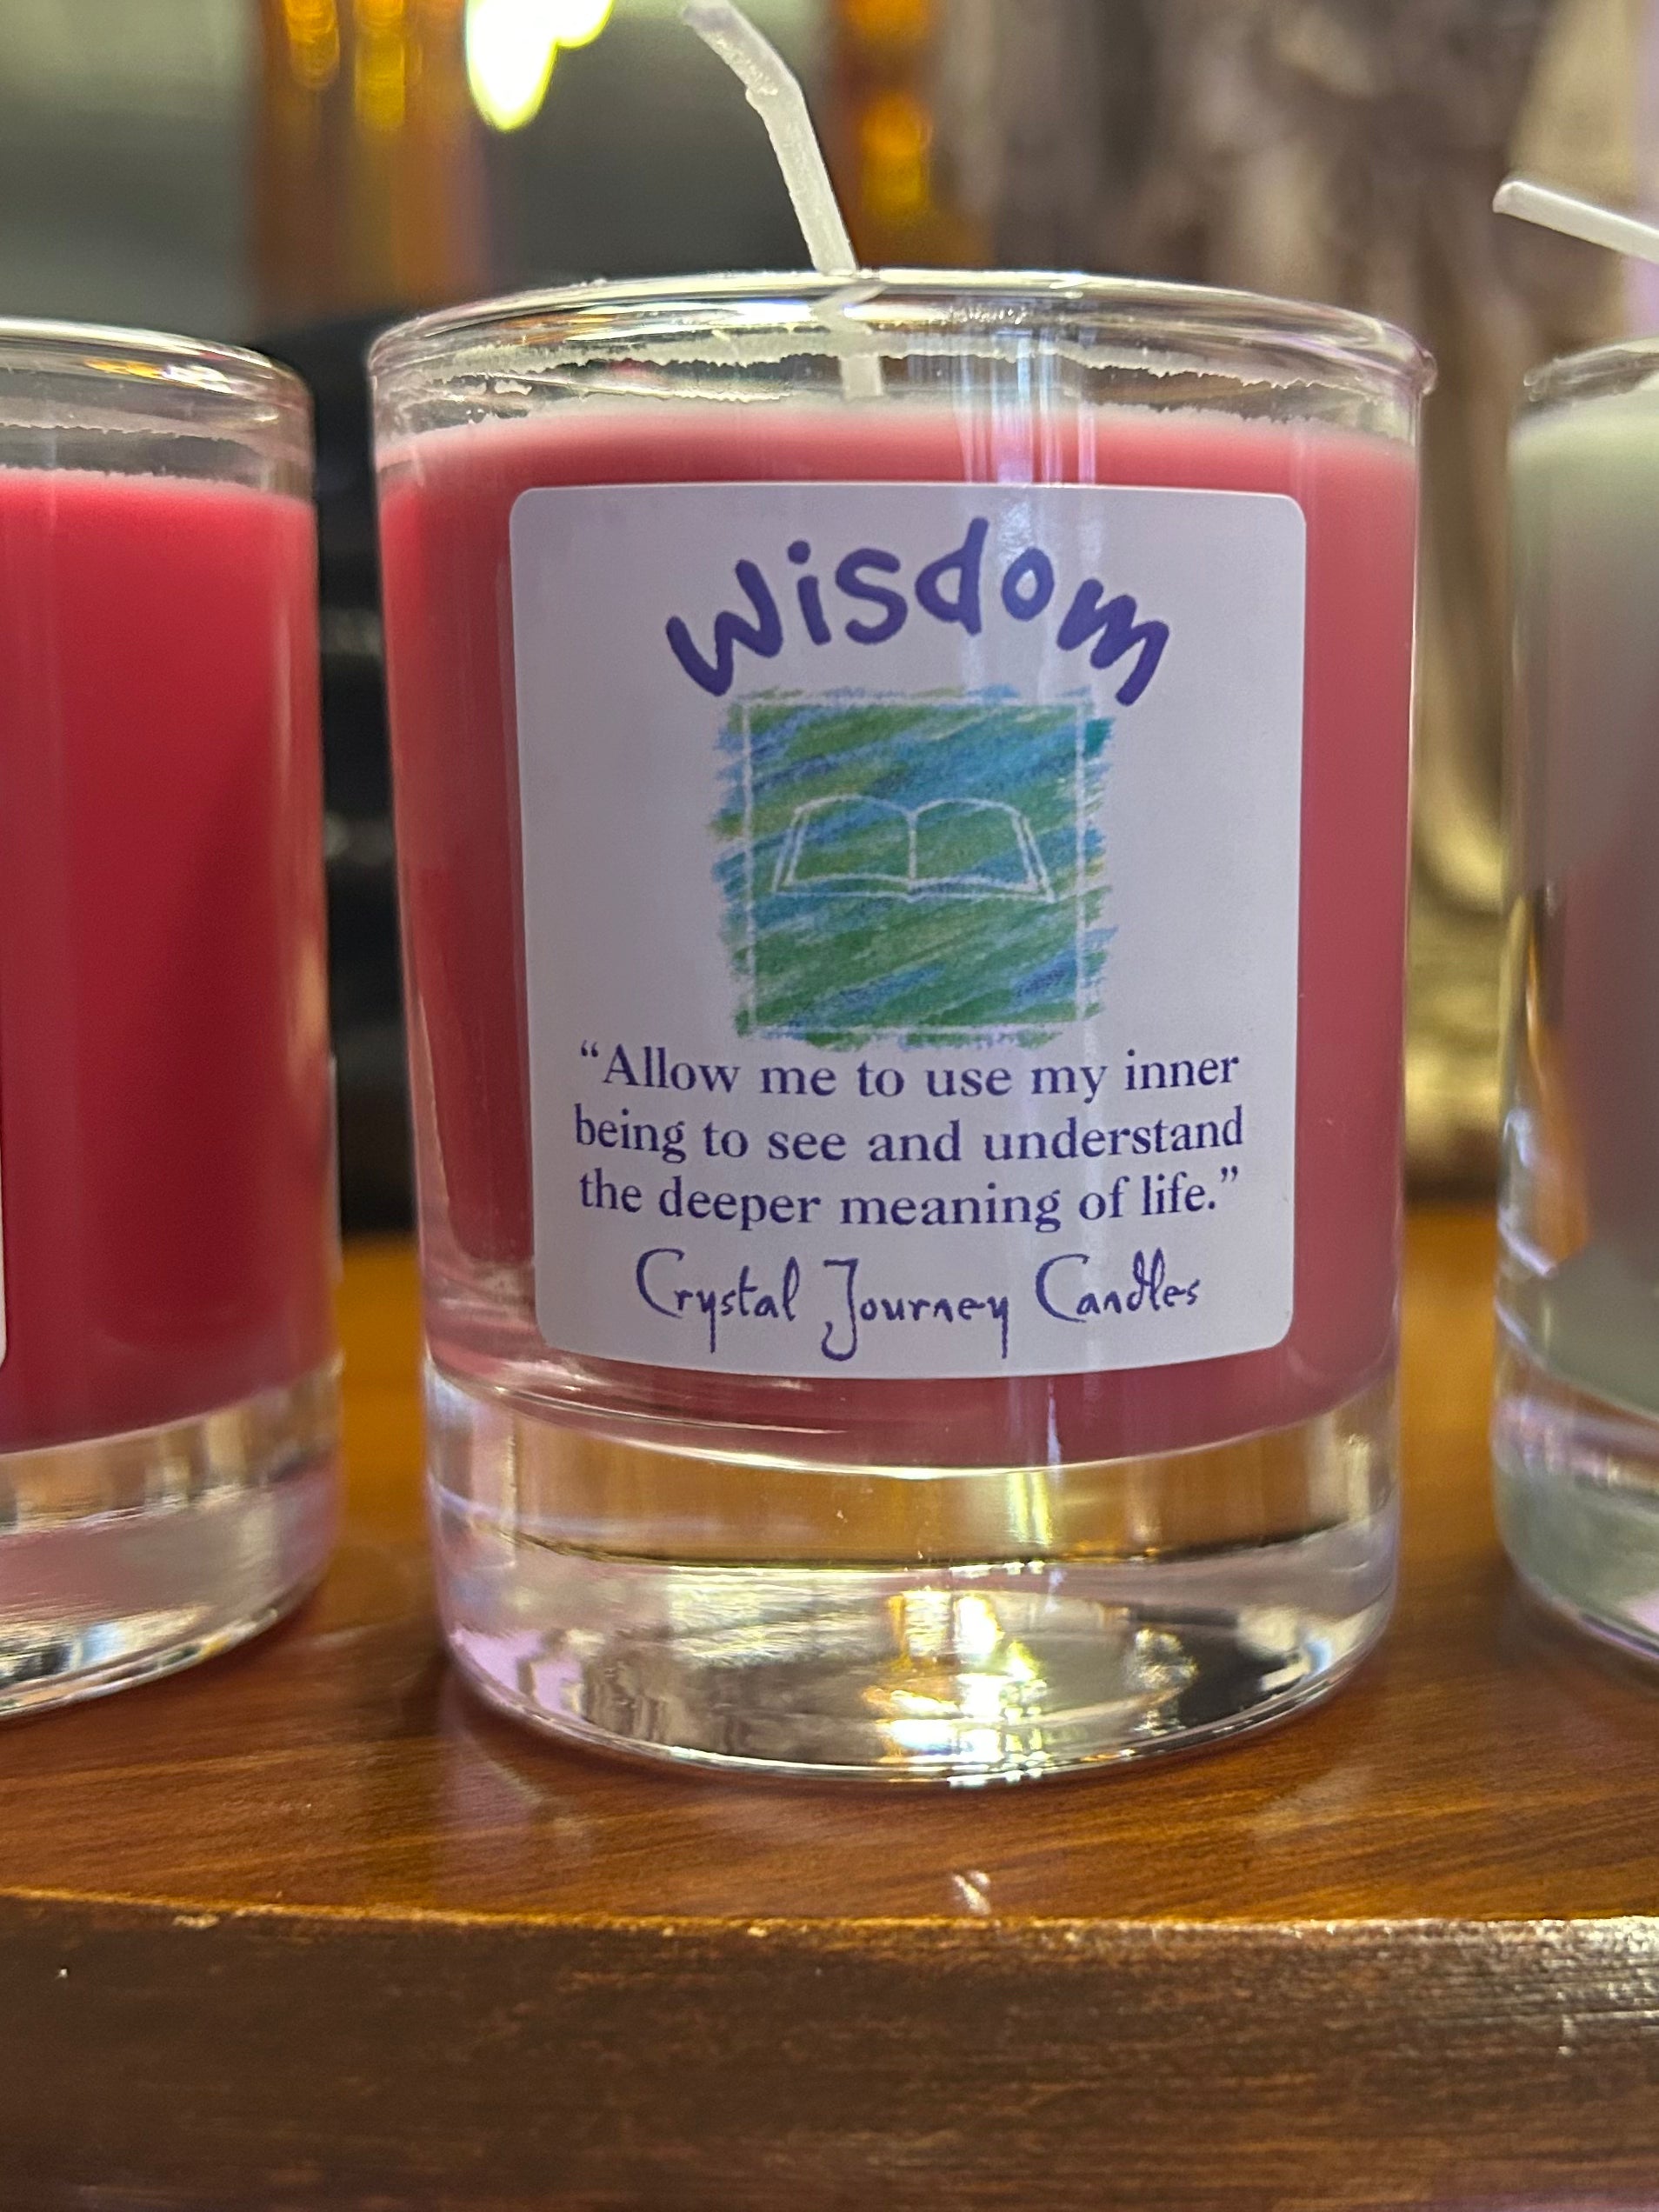 Wisdom
“Allow me to use my inner
being to see and understand
the deeper meaning of life.”
Crystal Journey Candles